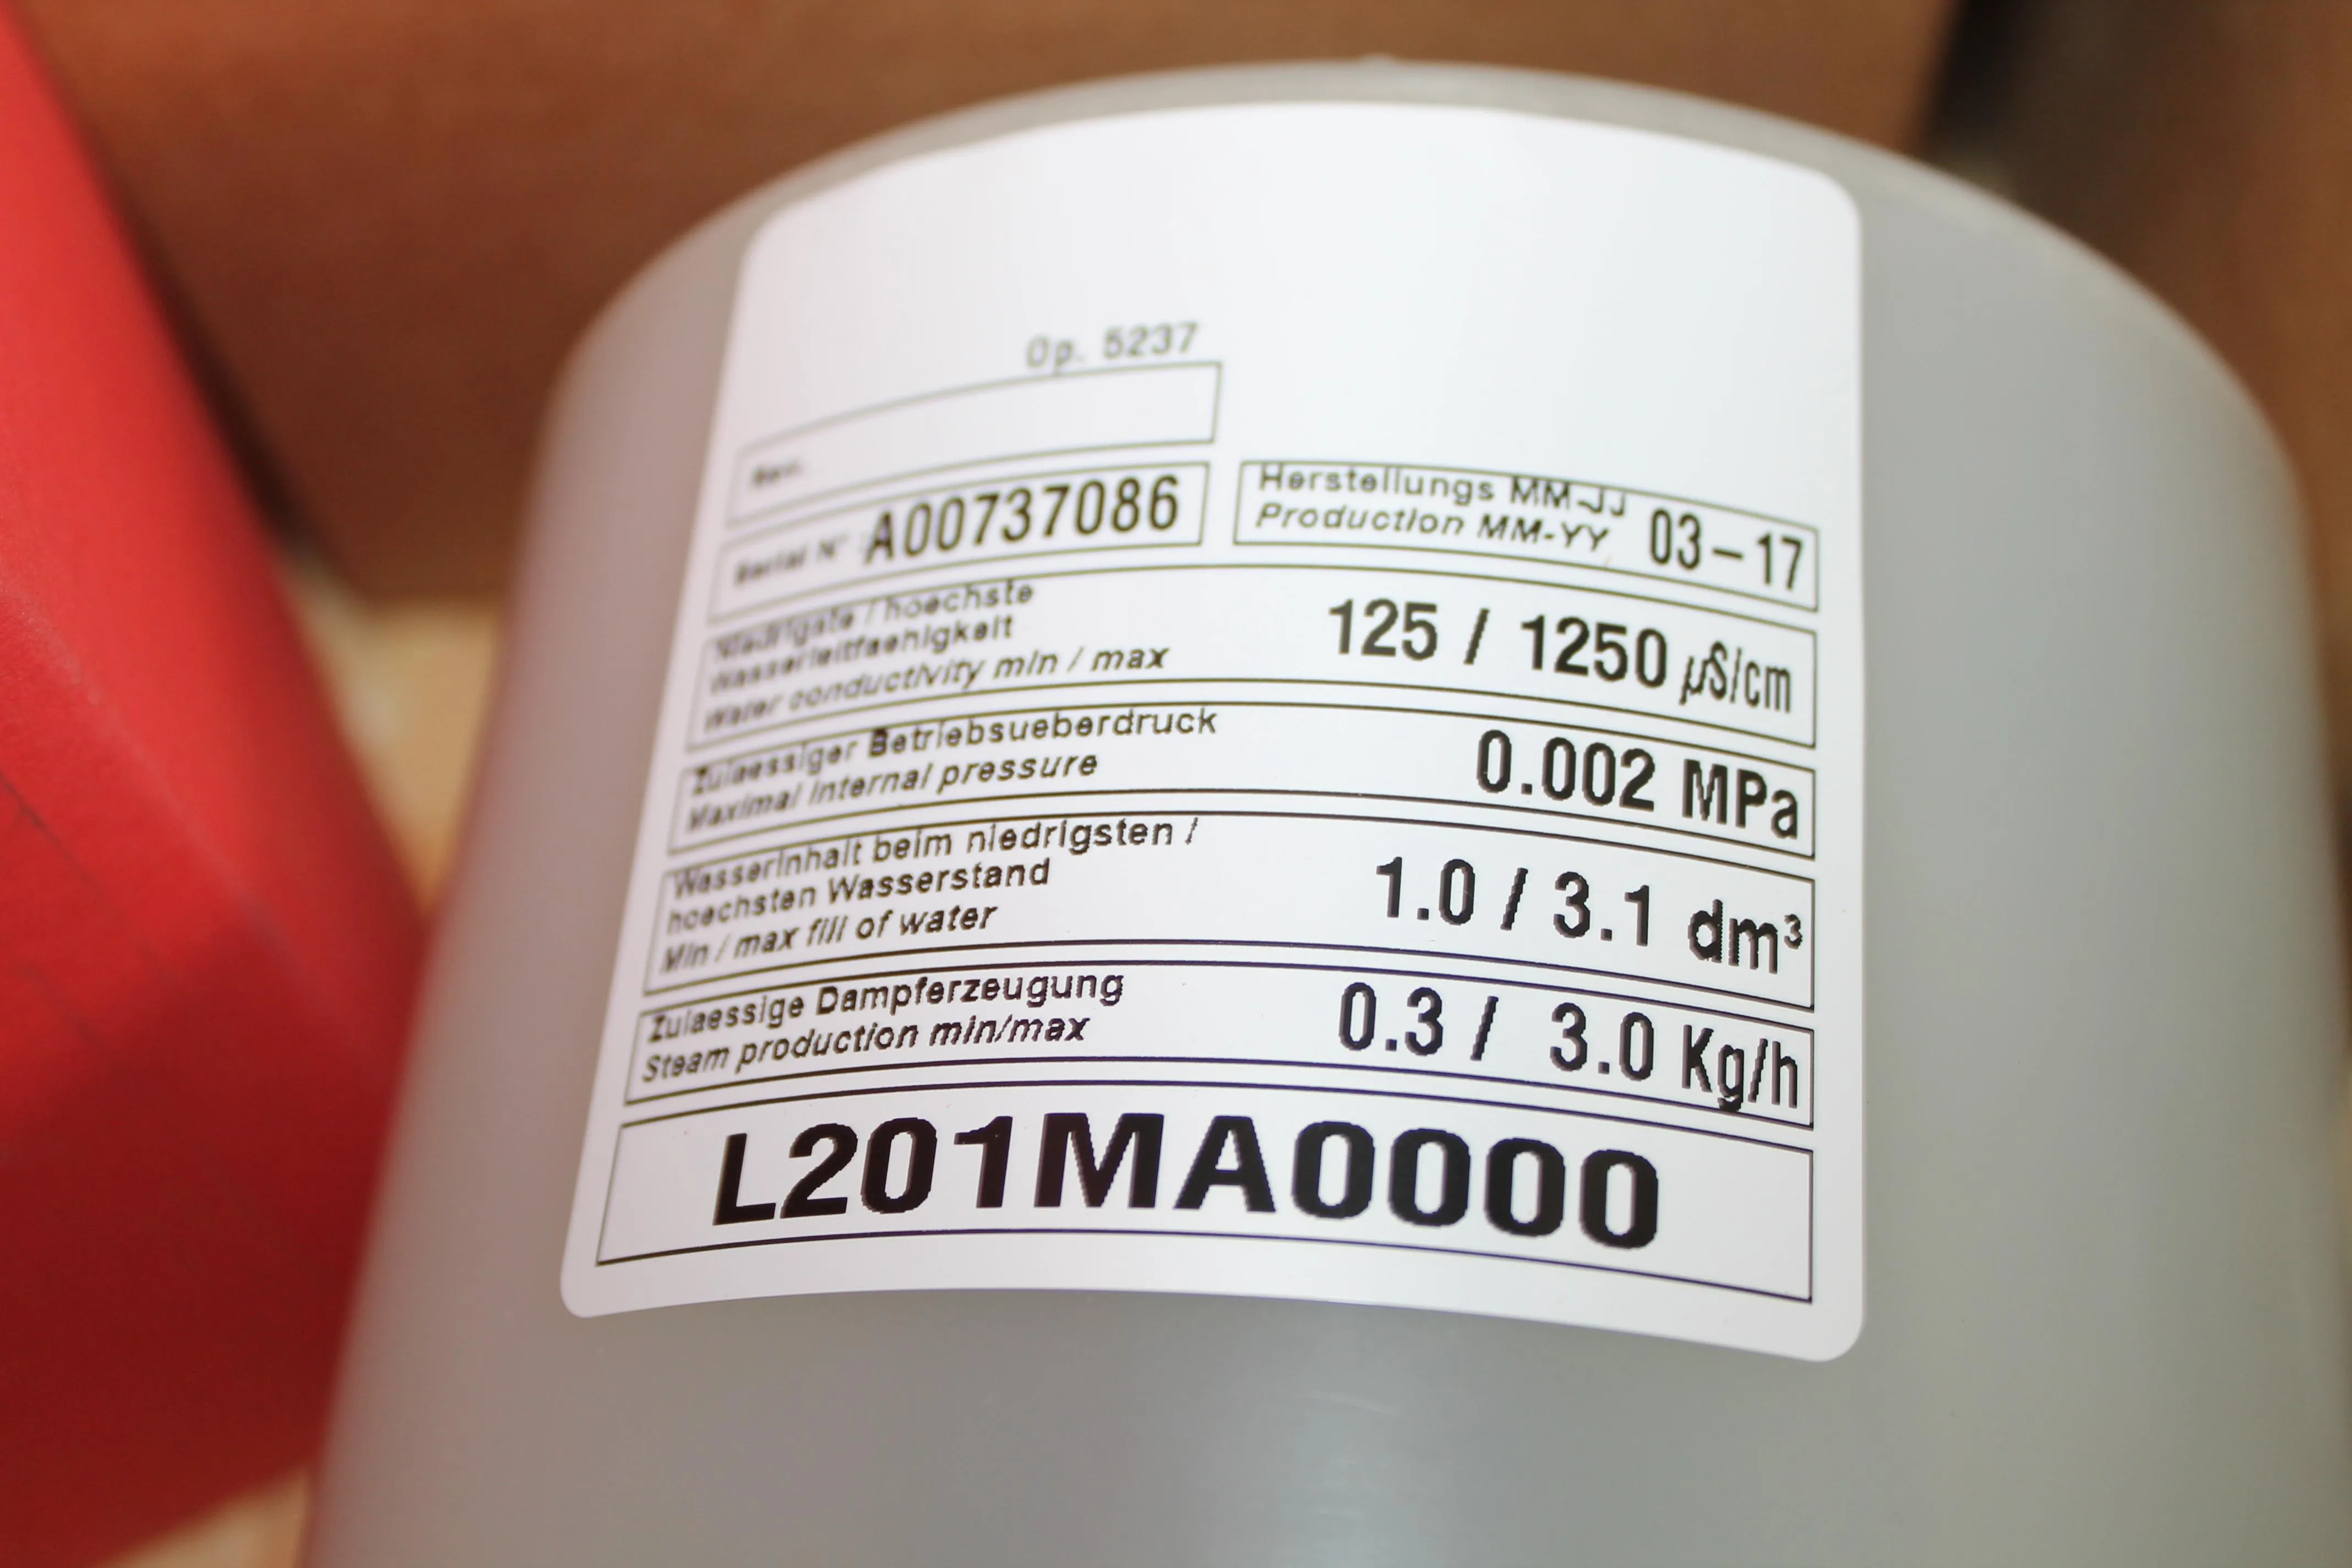 Op. 5237
Serial N° : A00737086
Herstellungs MM-JJ
Production MM-YY
03-17
Niedrigste / hoechste
Wasserleitfaehigkeit
Water conductivity min / max
125 / 1250 µS/cm
Zulaessiger Betriebsueberdruck
Maximal internal pressure
0.002 MPa
Wasserinhalt beim niedrigsten /
hoechsten Wasserstand
Min / max fill of water
1.0 / 3.1 dm³
Zulaessige Dampferzeugung
Steam production min/max
0.3 / 3.0 Kg/h
L201MA0000